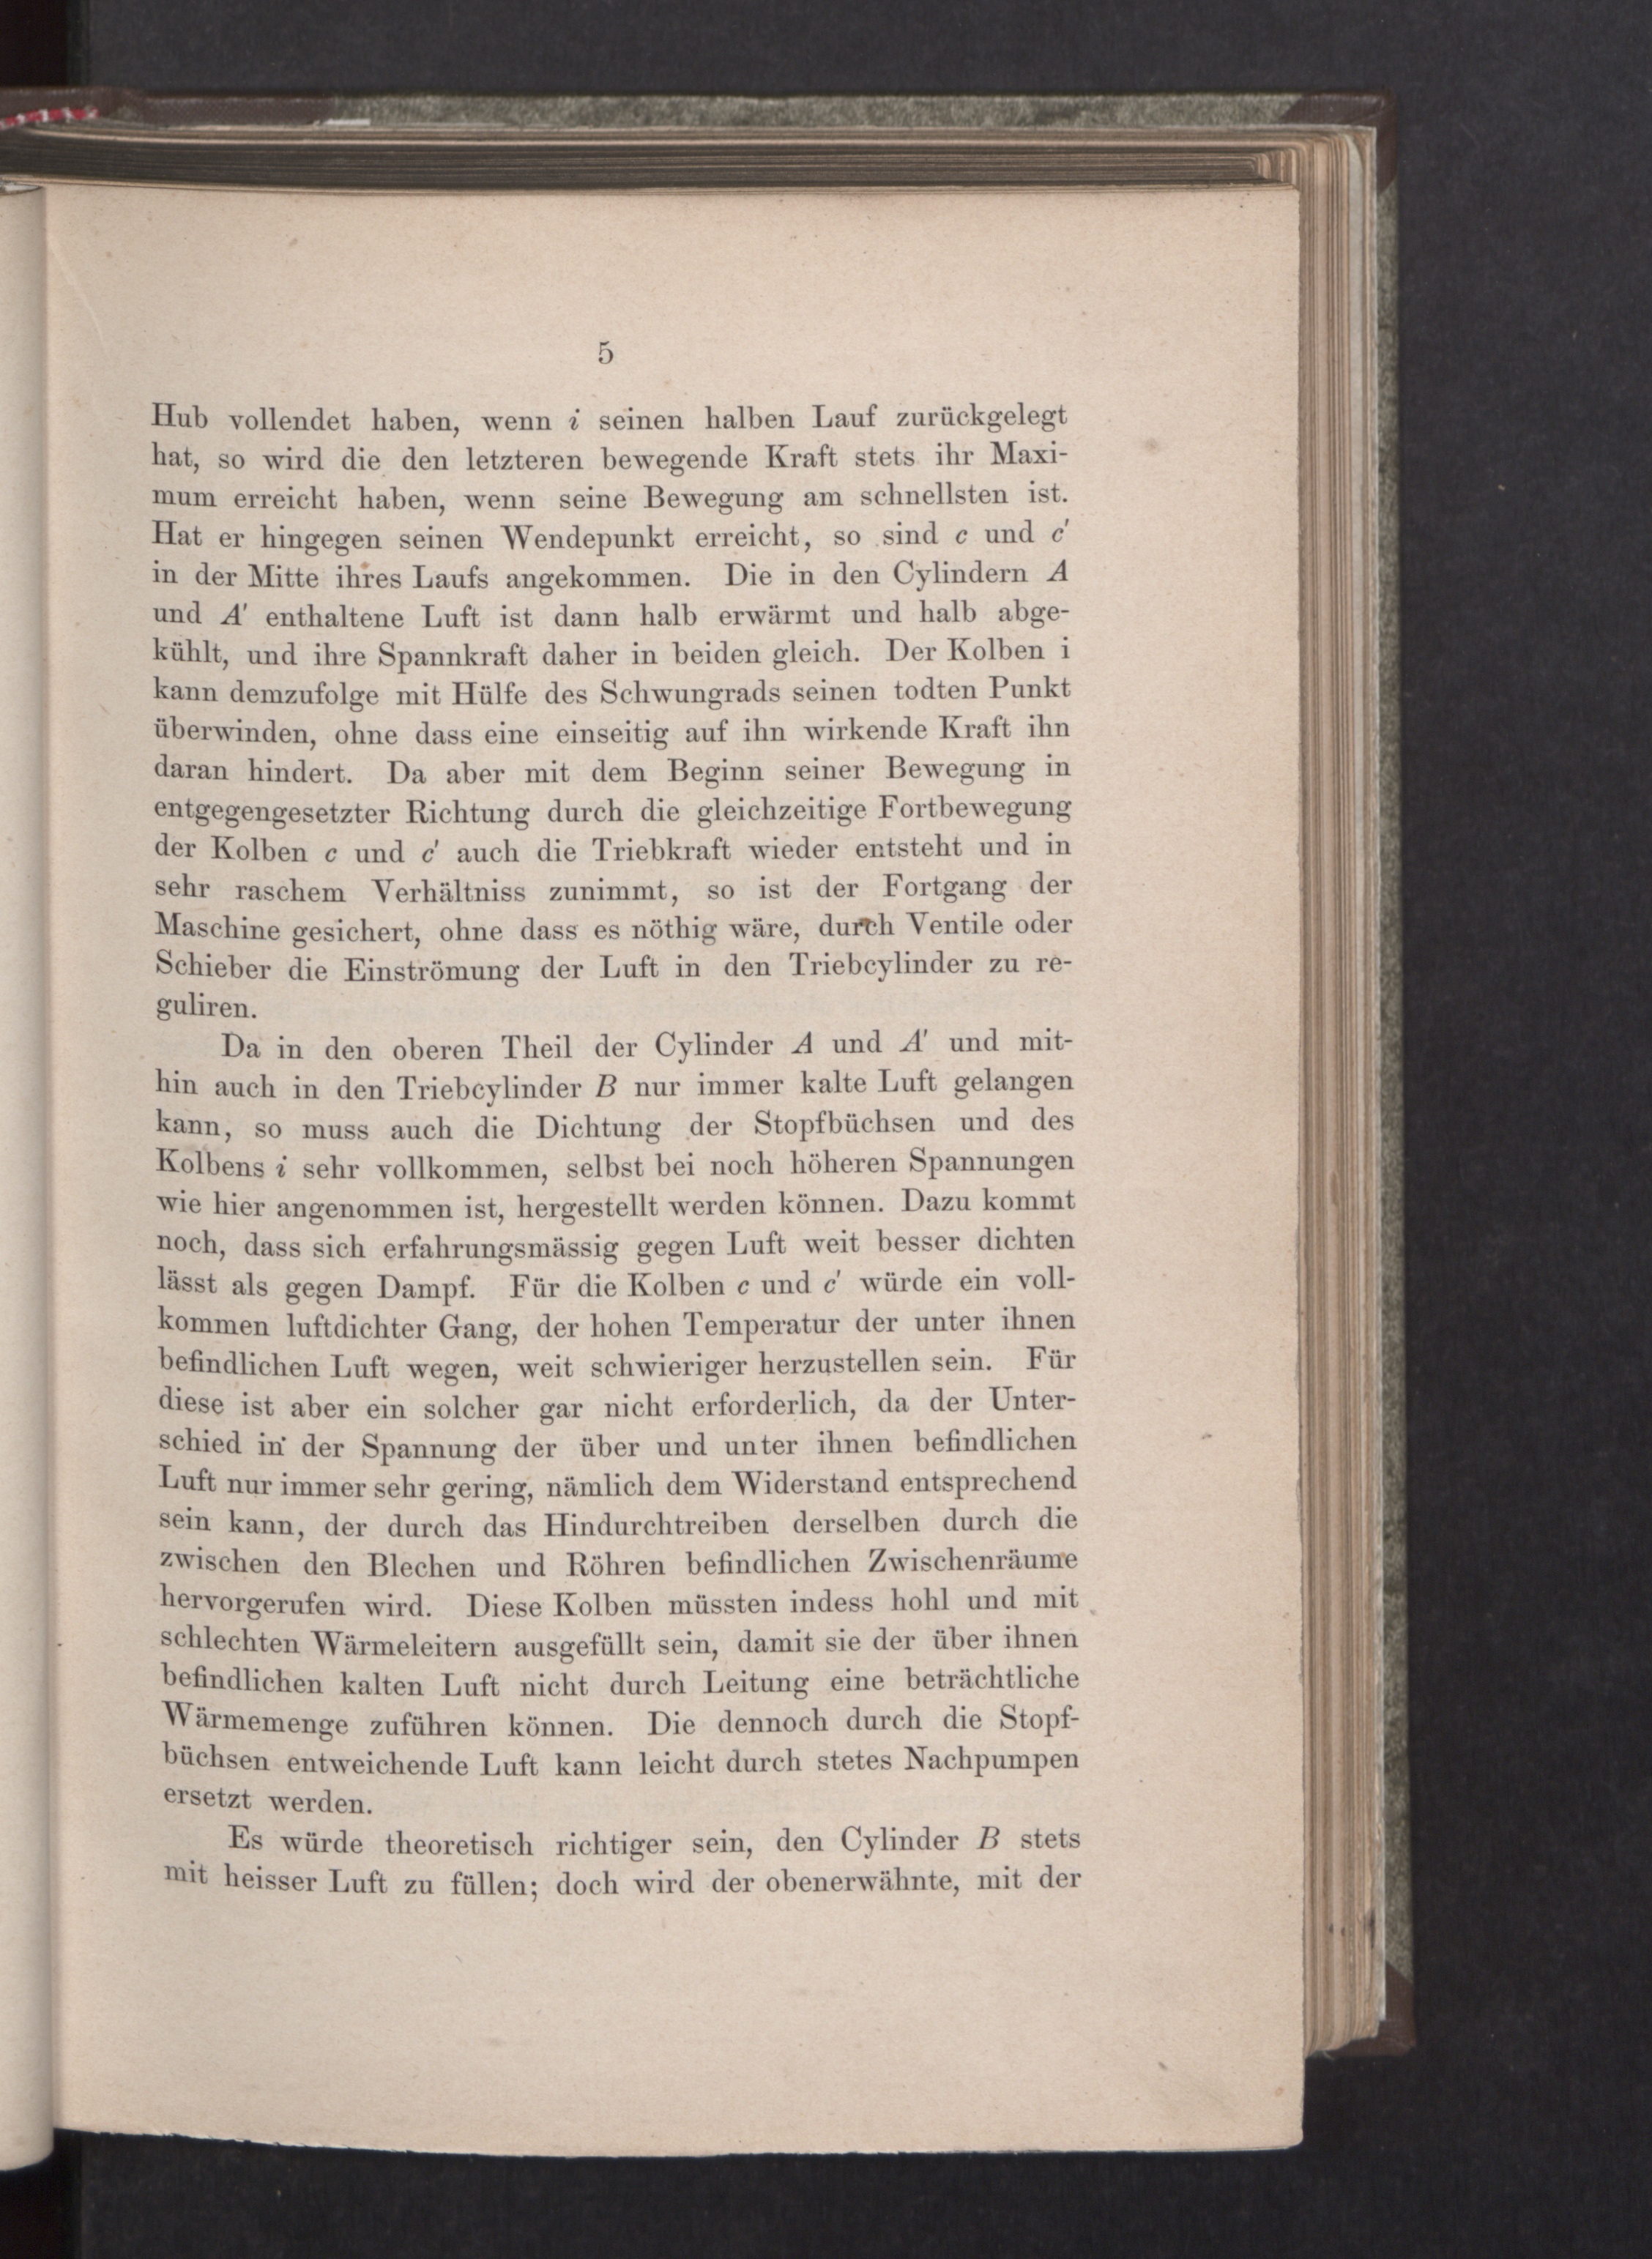 5
Hub vollendet haben, wenn i seinen halben Lauf zurückgelegt
hat, so wird die den letzteren bewegende Kraft stets ihr Maxi-
mum erreicht haben, wenn seine Bewegung am schnellsten ist.
Hat er hingegen seinen Wendepunkt erreicht, so sind c und c'
in der Mitte ihres Laufs angekommen. Die in den Cylindern A
und A' enthaltene Luft ist dann halb erwärmt und halb abge-
kühlt, und ihre Spannkraft daher in beiden gleich. Der Kolben i
kann demzufolge mit Hülfe des Schwungrads seinen todten Punkt
überwinden, ohne dass eine einseitig auf ihn wirkende Kraft ihn
daran hindert. Da aber mit dem Beginn seiner Bewegung in
entgegengesetzter Richtung durch die gleichzeitige Fortbewegung
der Kolben c und c' auch die Triebkraft wieder entsteht und in
sehr raschem Verhältniss zunimmt, so ist der Fortgang der
Maschine gesichert, ohne dass es nöthig wäre, durch Ventile oder
Schieber die Einströmung der Luft in den Triebcylinder zu re-
guliren.
Da in den oberen Theil der Cylinder A und A' und mit-
hin auch in den Triebcylinder B nur immer kalte Luft gelangen
kann, so muss auch die Dichtung der Stopfbüchsen und des
Kolbens i sehr vollkommen, selbst bei noch höheren Spannungen
wie hier angenommen ist, hergestellt werden können. Dazu kommt
noch, dass sich erfahrungsmässig gegen Luft weit besser dichten
lässt als gegen Dampf. Für die Kolben c und c' würde ein voll-
kommen luftdichter Gang, der hohen Temperatur der unter ihnen
befindlichen Luft wegen, weit schwieriger herzustellen sein. Für
diese ist aber ein solcher gar nicht erforderlich, da der Unter-
schied in der Spannung der über und unter ihnen befindlichen
Luft nur immer sehr gering, nämlich dem Widerstand entsprechend
sein kann, der durch das Hindurchtreiben derselben durch die
zwischen den Blechen und Röhren befindlichen Zwischenräume
hervorgerufen wird. Diese Kolben müssten indess hohl und mit
schlechten Wärmeleitern ausgefüllt sein, damit sie der über ihnen
befindlichen kalten Luft nicht durch Leitung eine beträchtliche
Wärmemenge zuführen können. Die dennoch durch die Stopf-
büchsen entweichende Luft kann leicht durch stetes Nachpumpen
ersetzt werden.
Es würde theoretisch richtiger sein, den Cylinder B stets
mit heisser Luft zu füllen; doch wird der obenerwähnte, mit der